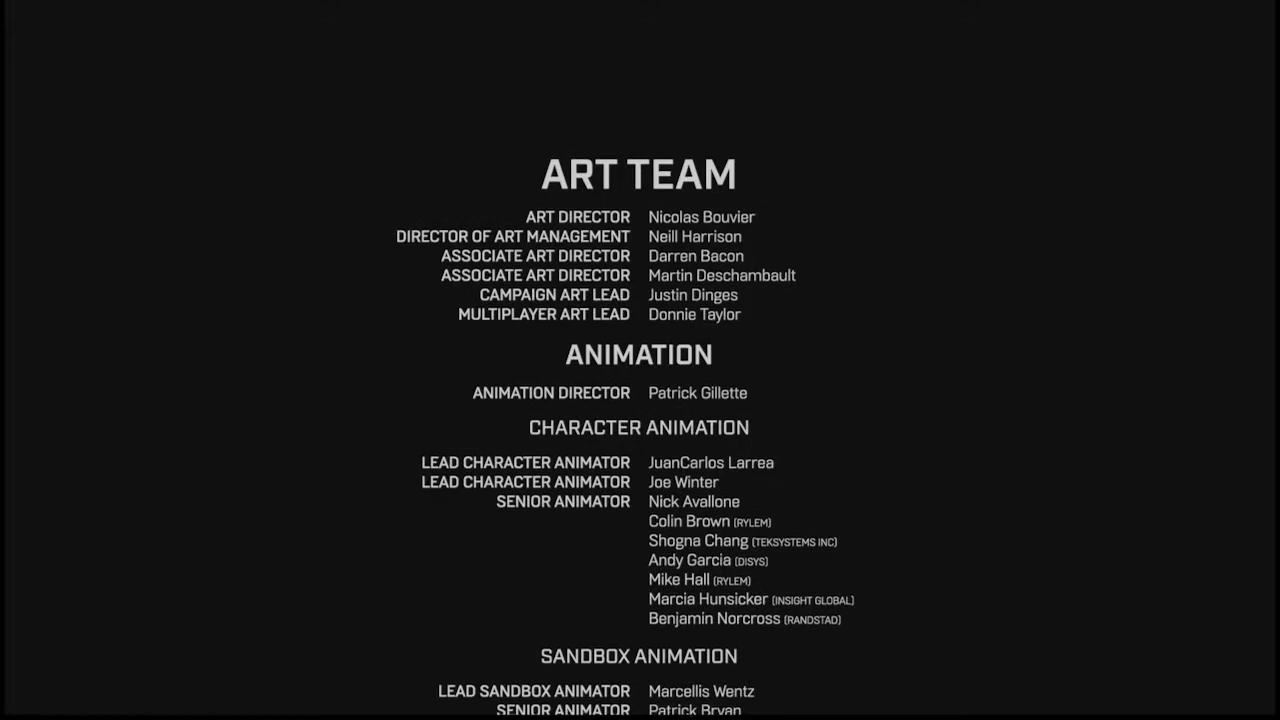 ART TEAM
ART DIRECTOR Nicolas Bouvier
DIRECTOR OF ART MANAGEMENT Neill Harrison
ASSOCIATE ART DIRECTOR Darren Bacon
ASSOCIATE ART DIRECTOR Martin Deschambault
CAMPAIGN ART LEAD Justin Dinges
MULTIPLAYER ART LEAD Donnie Taylor
ANIMATION
ANIMATION DIRECTOR Patrick Gillette
CHARACTER ANIMATION
LEAD CHARACTER ANIMATOR JuanCarlos Larrea
LEAD CHARACTER ANIMATOR Joe Winter
SENIOR ANIMATOR Nick Avallone
Colin Brown (RYLEM)
Shogna Chang (TEKSYSTEMS INC)
Andy Garcia (DISYS)
Mike Hall (RYLEM)
Marcia Hunsicker (INSIGHT GLOBAL)
Benjamin Norcross (RANDSTAD)
SANDBOX ANIMATION
LEAD SANDBOX ANIMATOR Marcellis Wentz
SENIOR ANIMATOR Patrick Bryan